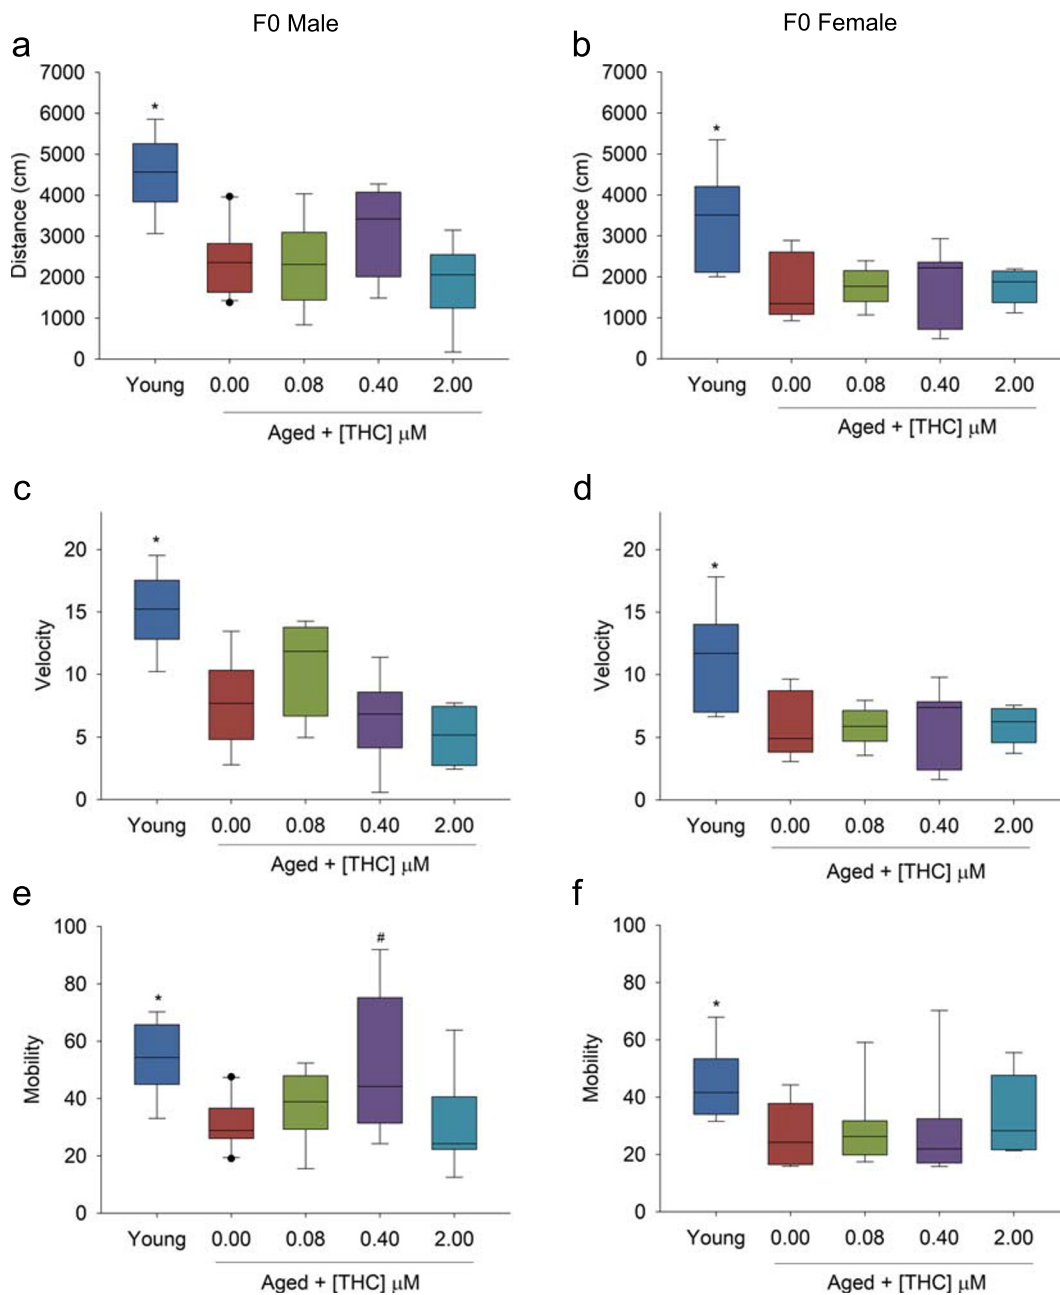 F0 Male
F0 Female
a
b
7000
6000
5000
4000
3000
2000
1000
0
Distance (cm)
*
Young 0.00 0.08 0.40 2.00
Aged + [THC] μM
7000
6000
5000
4000
3000
2000
1000
0
Distance (cm)
*
Young 0.00 0.08 0.40 2.00
Aged + [THC] μM
c
d
20
15
10
5
0
Velocity
*
Young 0.00 0.08 0.40 2.00
Aged + [THC] μM
20
15
10
5
0
Velocity
*
Young 0.00 0.08 0.40 2.00
Aged + [THC] μM
e
f
100
80
60
40
20
0
Mobility
*
#
Young 0.00 0.08 0.40 2.00
Aged + [THC] μM
100
80
60
40
20
0
Mobility
*
Young 0.00 0.08 0.40 2.00
Aged + [THC] μM